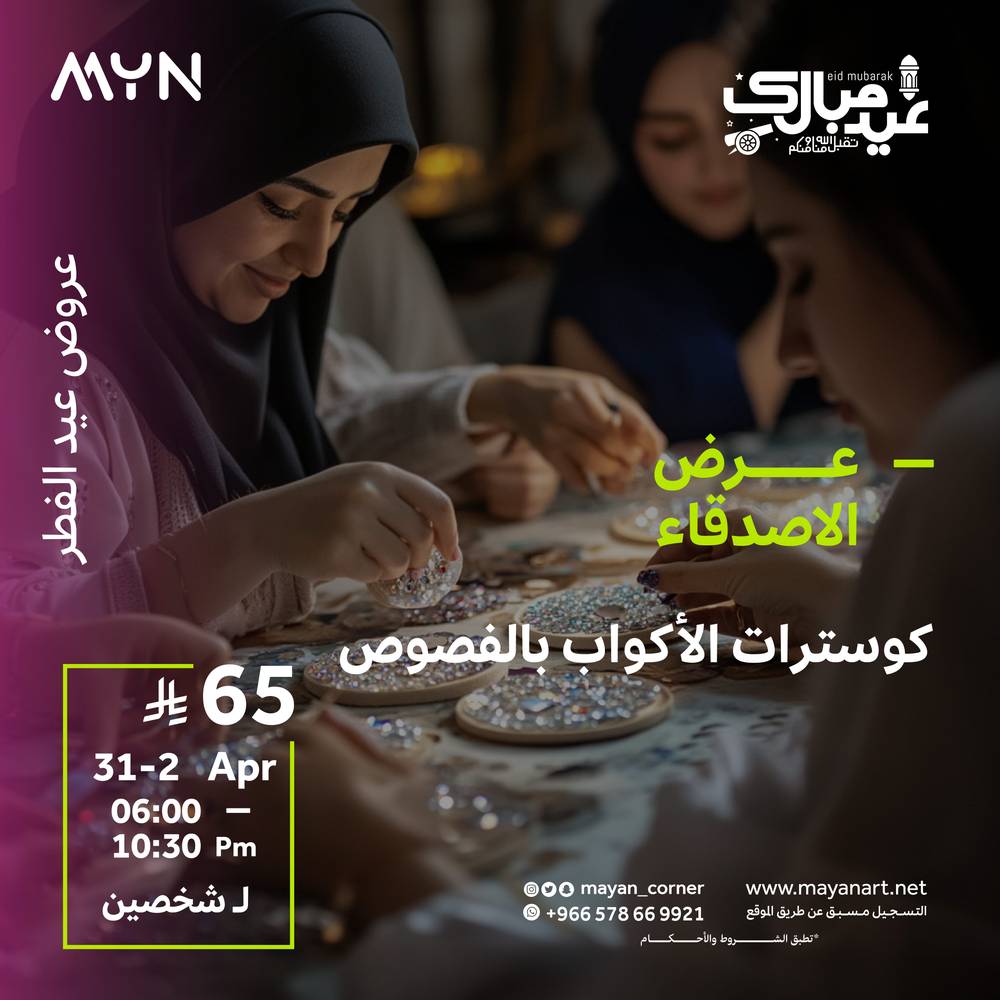 MYN
eid mubarak
عيد مبارك
تقبل الله منا ومنكم
عروض عيد الفطر
عـــرض –
الاصدقاء
كوسترات الأكواب بالفصوص
65
31-2 Apr
06:00 –
10:30 Pm
لـ شخصين
mayan_corner
+966 578 66 9921
www.mayanart.net
التسجيل مسبق عن طريق الموقع
*تطبق الشــــروط والأحــكــــام